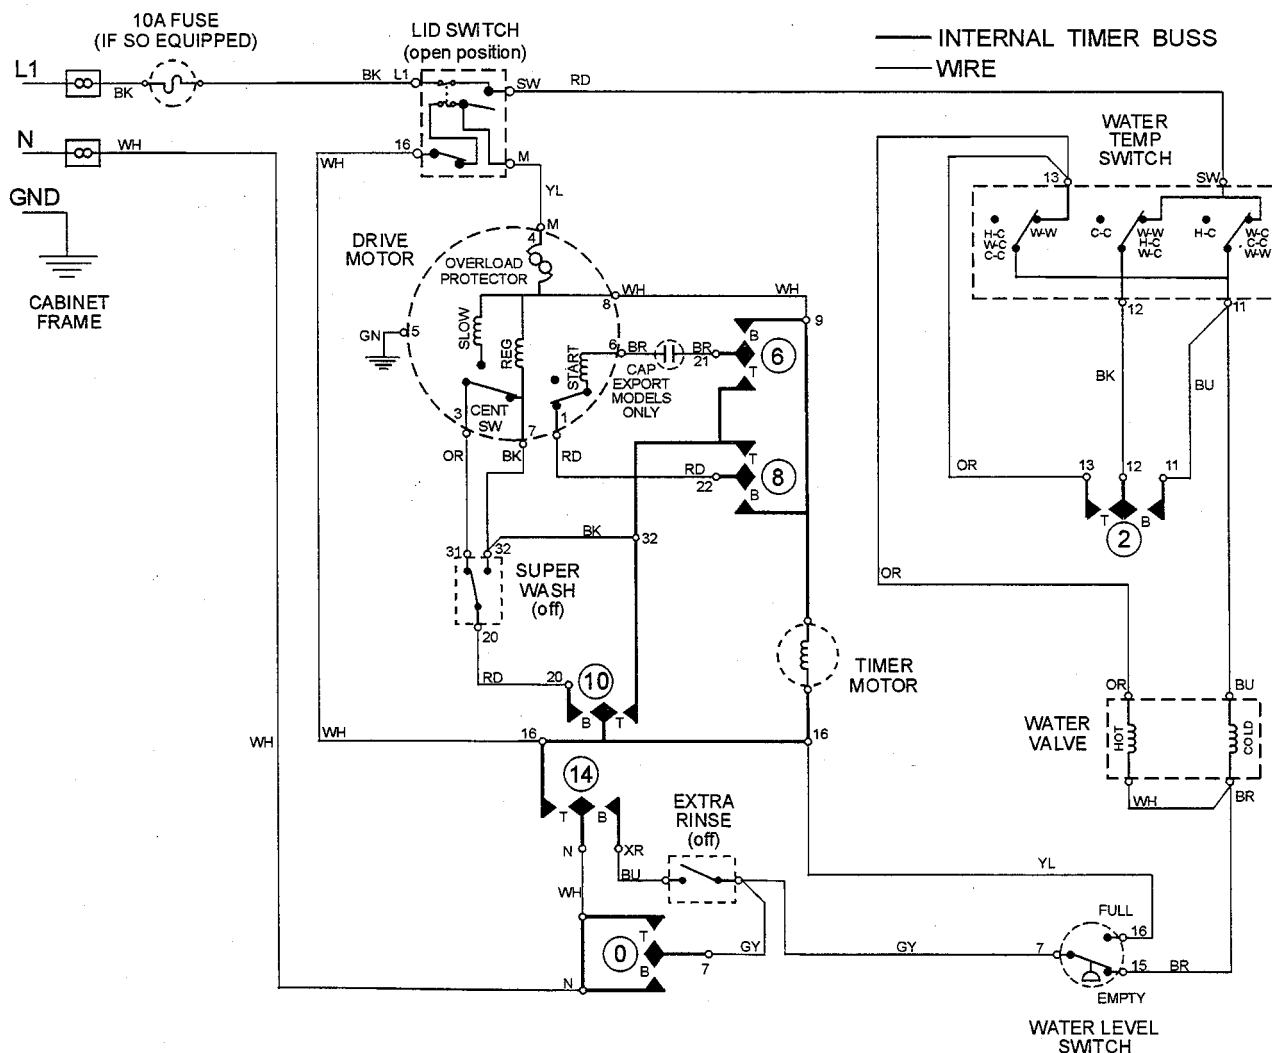 10A FUSE
(IF SO EQUIPPED)
LID SWITCH
(open position)
INTERNAL TIMER BUSS
WIRE
L1
BK
BK
L1
SW
RD
N
WH
16
WH
M
YL
WATER
TEMP
SWITCH
13
SW
GND
CABINET
FRAME
H-C
W-C
C-C
W-W
C-C
W-W
H-C
W-C
H-C
W-C
C-C
W-W
12
11
DRIVE
MOTOR
M
4
OVERLOAD
PROTECTOR
8
WH
WH
9
GN
5
SLOW
REG
START
6
BR
BR
21
CAP
EXPORT
MODELS
ONLY
B
6
T
CENT
SW
3
7
1
BK
BU
OR
BK
RD
RD
22
T
8
B
OR
13
12
11
T
B
2
BK
32
31
32
SUPER
WASH
(off)
OR
20
RD
20
10
B
T
TIMER
MOTOR
WH
WH
16
16
OR
BU
WATER
VALVE
HOT
COLD
WH
BR
14
T
B
N
XR
BU
WH
EXTRA
RINSE
(off)
YL
FULL
16
T
0
B
N
7
GY
GY
7
15
BR
EMPTY
WATER LEVEL
SWITCH